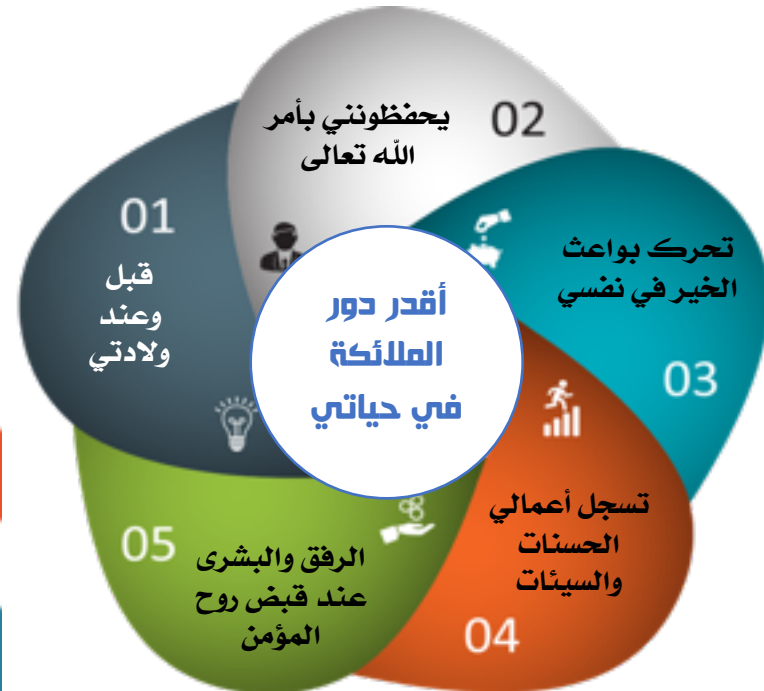 أقدر دور
الملائكة
في حياتي
01
قبل
وعند
ولادتي
02
يحفظونني بأمر
الله تعالى
تحرك بواعث
الخير في نفسي
03
تسجل أعمالي
الحسنات
والسيئات
04
05
الرفق والبشرى
عند قبض روح
المؤمن